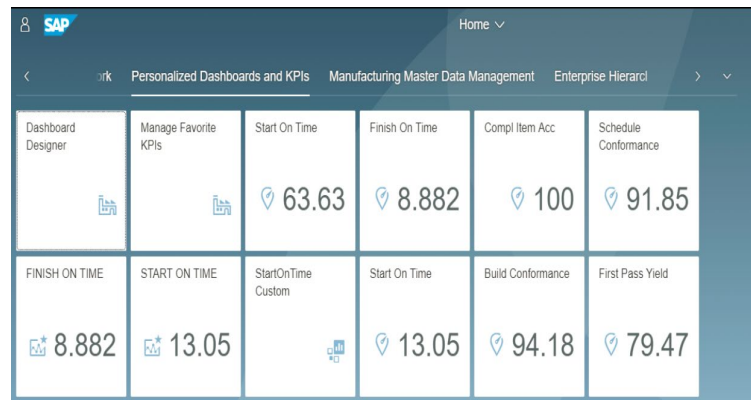 SAP
Home
ork Personalized Dashboards and KPIs Manufacturing Master Data Management Enterprise Hierarcl
Dashboard
Designer
Manage Favorite
KPIs
Start On Time
63.63
Finish On Time
8.882
Compl Item Acc
100
Schedule
Conformance
91.85
FINISH ON TIME
8.882
START ON TIME
13.05
StartOnTime
Custom
Start On Time
13.05
Build Conformance
94.18
First Pass Yield
79.47